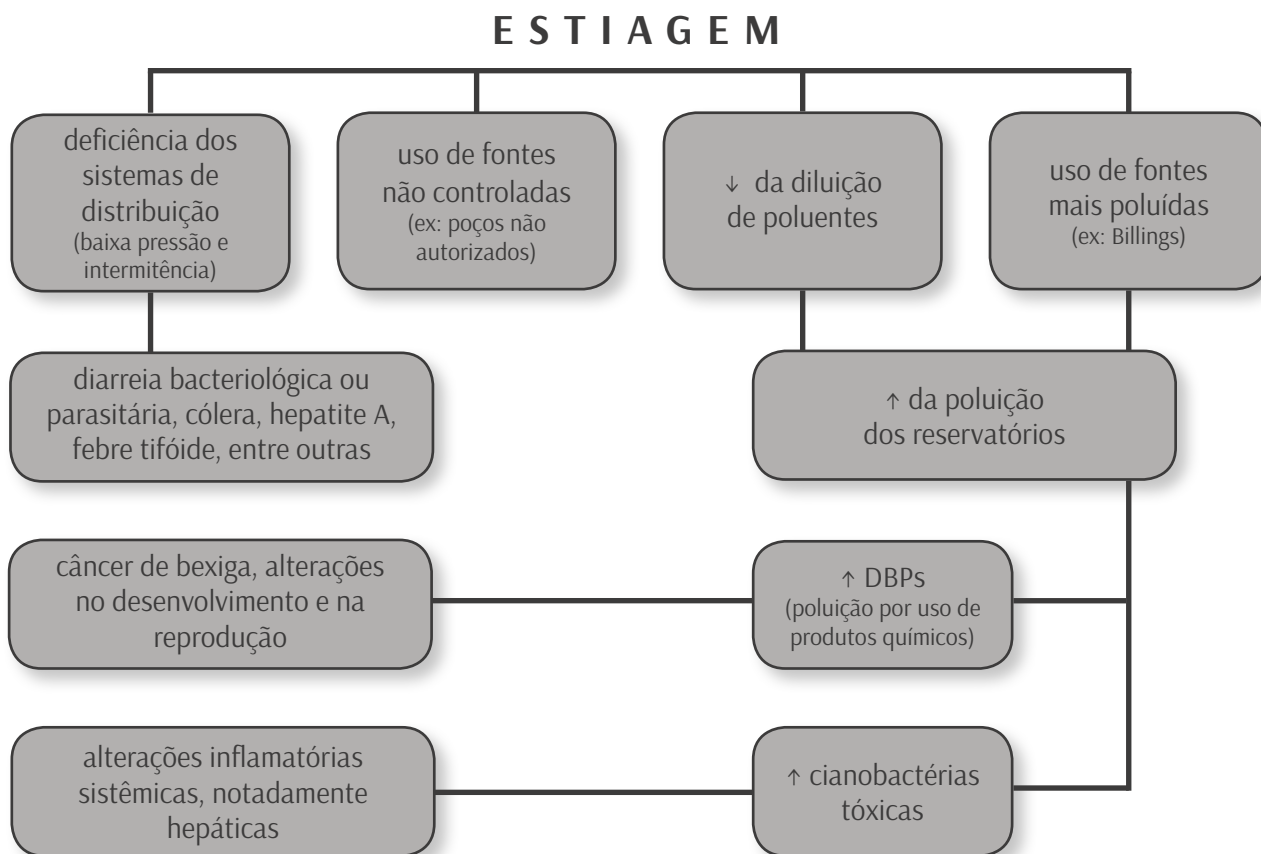 ESTIAGEM
deficiência dos
sistemas de
distribuição
(baixa pressão e
intermitência)
uso de fontes
não controladas
(ex: poços não
autorizados)
↓ da diluição
de poluentes
uso de fontes
mais poluídas
(ex: Billings)
diarreia bacteriológica ou
parasitária, cólera, hepatite A,
febre tifóide, entre outras
↑ da poluição
dos reservatórios
câncer de bexiga, alterações
no desenvolvimento e na
reprodução
↑ DBPs
(poluição por uso de
produtos químicos)
alterações inflamatórias
sistêmicas, notadamente
hepáticas
↑ cianobactérias
tóxicas